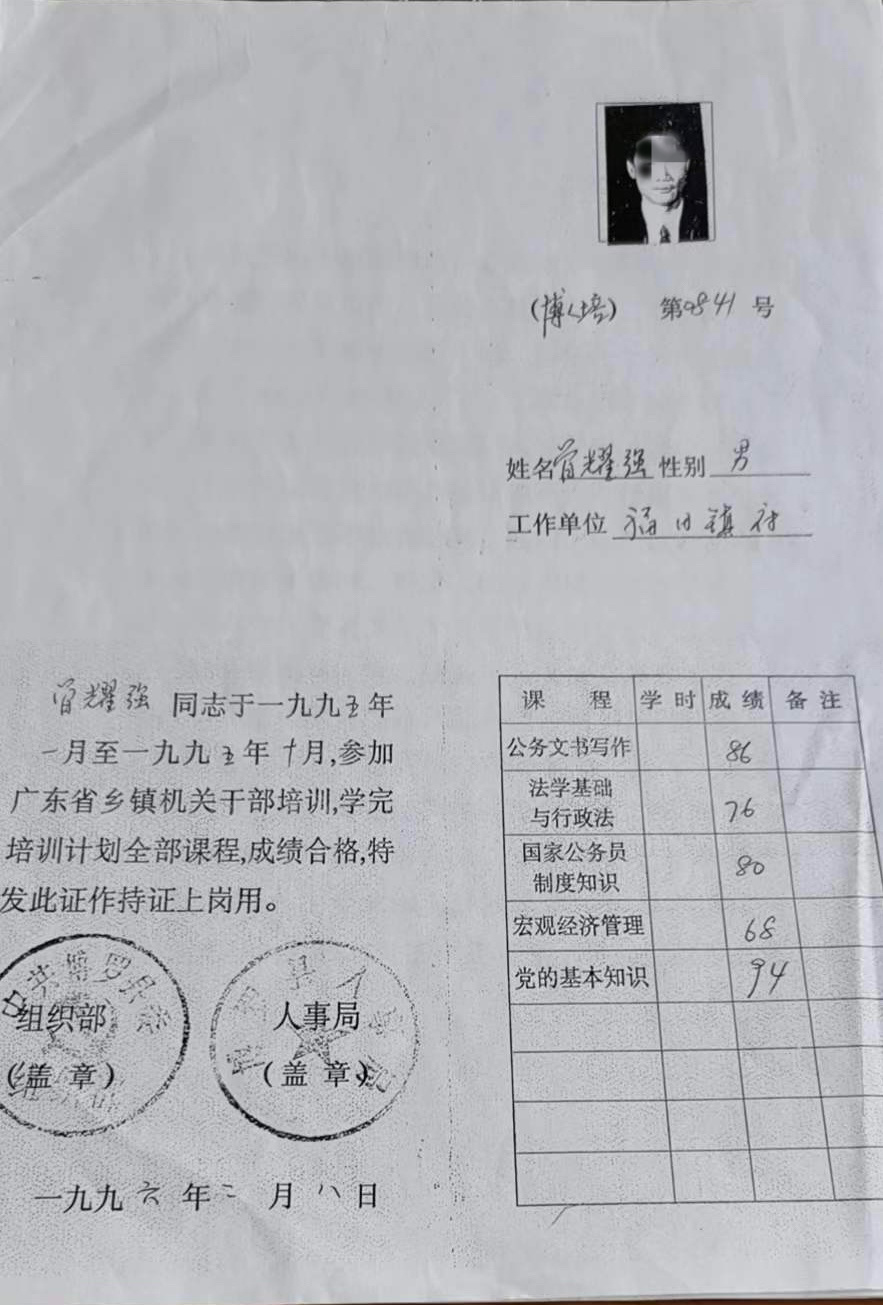 (博人培) 第9841号
姓名曾耀强性别男
工作单位 福田镇府
曾耀强 同志于一九九五年
一月至一九九五年十月,参加
广东省乡镇机关干部培训,学完
培训计划全部课程,成绩合格,特
发此证作持证上岗用。
中共博罗县委
组织部
(盖章)
人事局
(盖章)
一九九六年二月八日
课程 学时 成绩 备注
公务文书写作 86
法学基础
与行政法 76
国家公务员
制度知识 80
宏观经济管理 68
党的基本知识 94